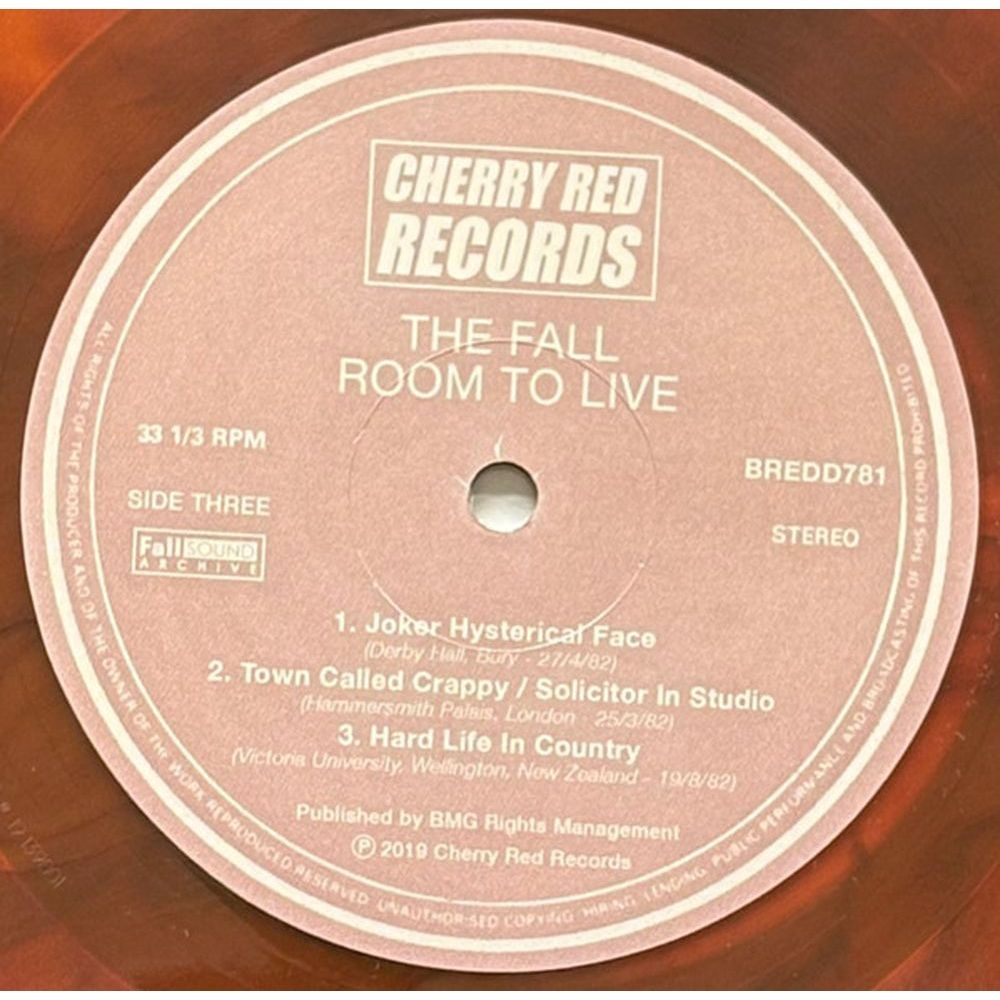 CHERRY RED
RECORDS
THE FALL
ROOM TO LIVE
33 1/3 RPM
BREDD781
SIDE THREE
STEREO
Fall SOUND
ARCHIVE
1. Joker Hysterical Face
(Derby Hall, Bury - 27/4/82)
2. Town Called Crappy / Solicitor In Studio
(Hammersmith Palais, London - 25/3/82)
3. Hard Life In Country
(Victoria University, Wellington, New Zealand - 19/8/82)
Published by BMG Rights Management
Ⓟ 2019 Cherry Red Records
ALL RIGHTS OF THE PRODUCER AND OF THE OWNER OF THE WORK REPRODUCED RESERVED. UNAUTHORISED COPYING, HIRING, LENDING, PUBLIC PERFORMANCE AND BROADCASTING OF THIS RECORD PROHIBITED